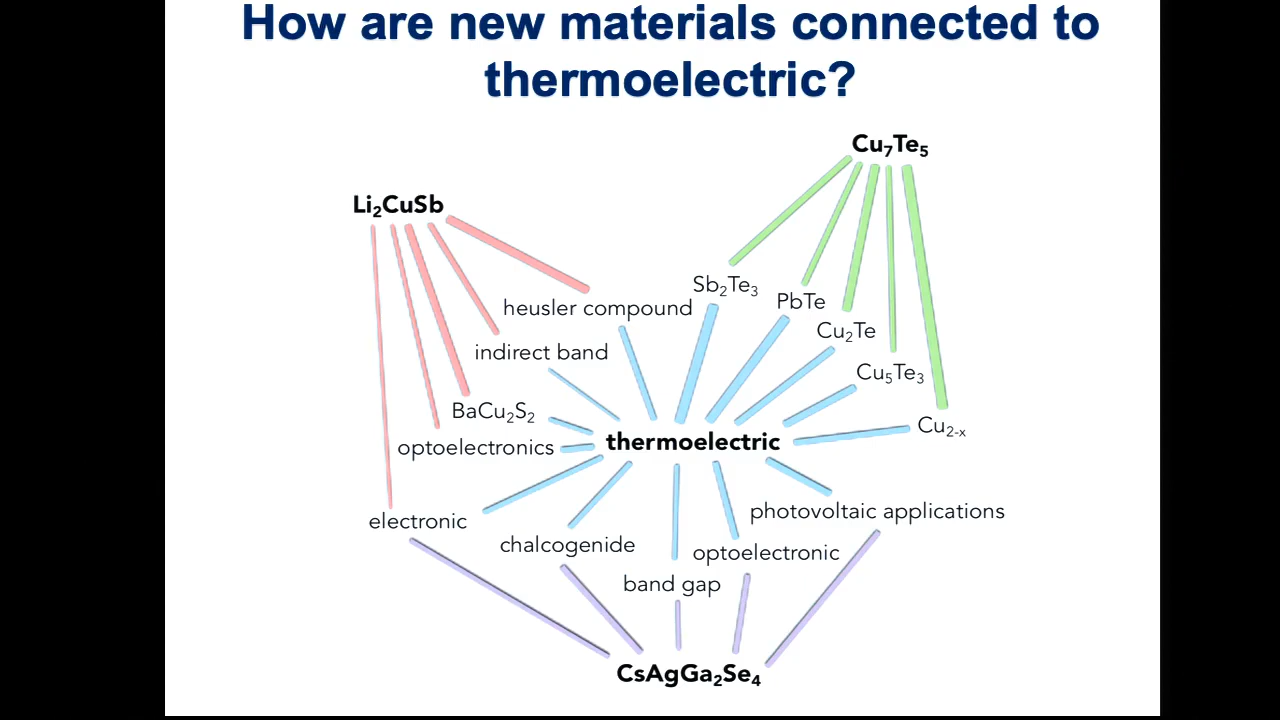 How are new materials connected to
thermoelectric?
Cu₇Te₅
Li₂CuSb
Sb₂Te₃
PbTe
heusler compound
Cu₂Te
indirect band
Cu₅Te₃
BaCu₂S₂
Cu₂₋ₓ
thermoelectric
optoelectronics
photovoltaic applications
electronic
chalcogenide
optoelectronic
band gap
CsAgGa₂Se₄